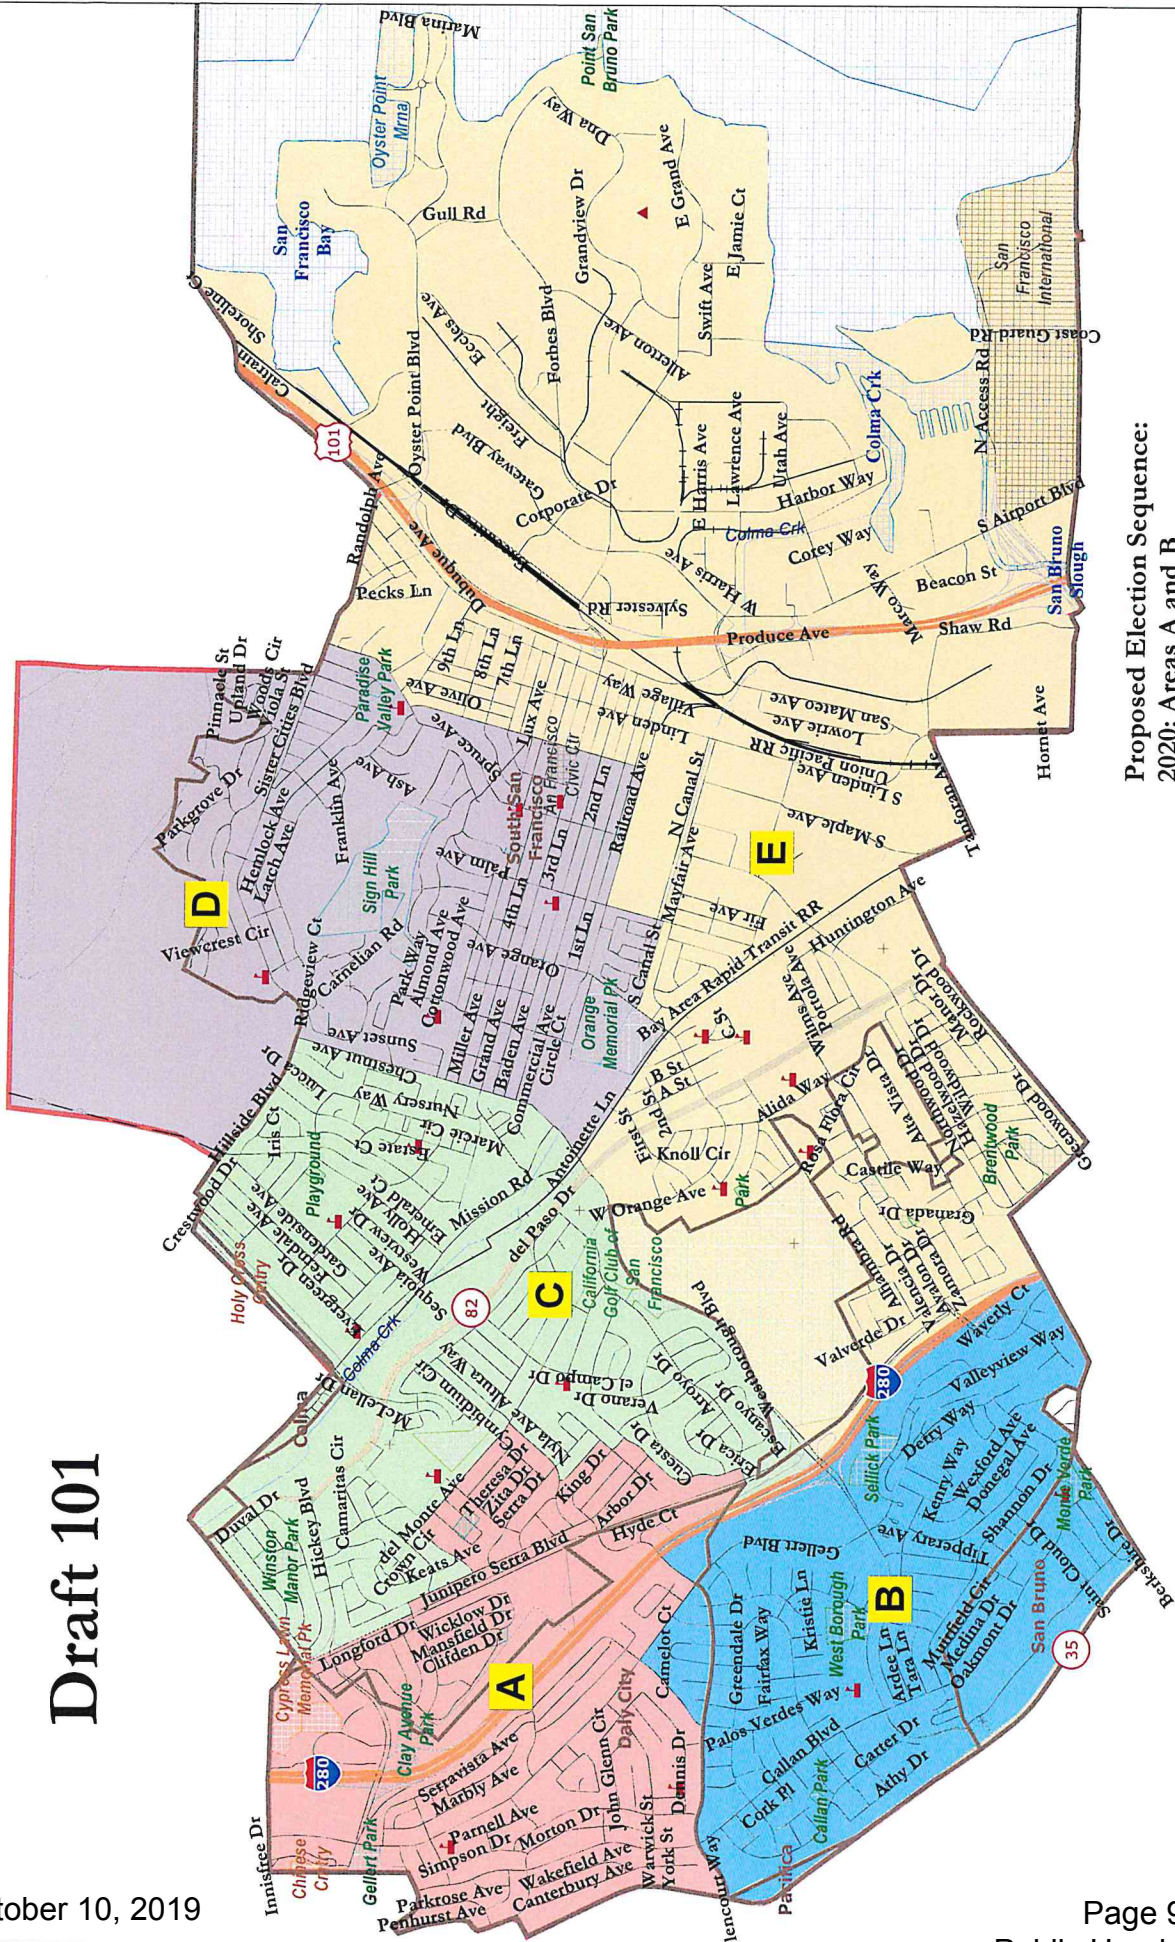 Draft 101
Proposed Election Sequence:
2020: Areas A and B
tober 10, 2019
Page 9
A
B
C
D
E
101
280
280
82
35
Marina Blvd
Oyster Point
Mrna
Point San
Bruno Park
San
Francisco
Bay
Gull Rd
Dna Way
Grandview Dr
E Grand Ave
E Jamie Ct
Swift Ave
Allerton Ave
Forbes Blvd
Eccles Ave
Shoreline Ct
Caltrain
Oyster Point Blvd
Freight
Gateway Blvd
Corporate Dr
E Harris Ave
Lawrence Ave
Utah Ave
Harbor Way
Colma Crk
Colma Crk
Corey Way
W Harris Ave
N Access Rd
Coast Guard Rd
San
Francisco
International
S Airport Blvd
San Bruno
Slough
Beacon St
Marco Way
Shaw Rd
Produce Ave
Sylvester Rd
Dubuque Ave
Randolph Ave
Pecks Ln
9th Ln
8th Ln
7th Ln
Olive Ave
Lux Ave
Village Way
Linden Ave
San Mateo Ave
Lowrie Ave
Union Pacific RR
S Linden Ave
S Maple Ave
Tanforan Ave
Hornet Ave
Pinnacle St
Upland Dr
Woods Cir
Viola St
Sister Cities Blvd
Paradise
Valley Park
Parkgrove Dr
Hemlock Ave
Larch Ave
Franklin Ave
Ash Ave
Spruce Ave
South San
Francisco
Civic Ctr
2nd Ln
Railroad Ave
N Canal St
Mayfair Ave
Sign Hill
Park
Palm Ave
3rd Ln
4th Ln
1st Ln
Orange Ave
Viewcrest Cir
Ridgeview Ct
Carnelian Rd
Park Way
Almond Ave
Cottonwood Ave
Miller Ave
Grand Ave
Baden Ave
Commercial Ave
Circle Ct
Orange
Memorial Pk
S Canal St
Fir Ave
Bay Area Rapid Transit RR
Huntington Ave
Sunset Ave
Chestnut Ave
Nursery Way
Marcie Cir
Estate Ct
Lucca
Hillside Blvd
Iris Ct
Playground
Crestwood Dr
Holy Cross
Cmtry
Ferndale Ave
Gardenside Ave
Evergreen Dr
Holly Ave
Emerald Ct
Westview Dr
Sequoia Ave
Mission Rd
Antoinette Ln
del Paso Dr
Colma Crk
California
Golf Club of
San
Francisco
First St
2nd St
A St
B St
C St
Knoll Cir
W Orange Ave
Park
Alida Way
Wilms Ave
Portola Ave
Rosa Flora Cir
Alta Vista Dr
Northwood Dr
Hazelwood Dr
Wildwood Dr
Manor Dr
Rockwood Dr
Brentwood
Park
Greenwood Dr
Castle Way
Granada Dr
Alhambra Rd
Valencia Dr
Avalon Dr
Zamora Dr
Valverde Dr
Westborough Blvd
Arroyo Dr
Escanyo Dr
Erica Dr
Cuesta Dr
Verano Dr
el Campo Dr
Altura Way
Nyla Ave
Cymbidium Cir
McLellan Dr
Colma
Duval Dr
Winston
Manor Park
Hickey Blvd
Camaritas Cir
del Monte Ave
Crown Cir
Keats Ave
Theresa Dr
Zita Dr
Serra Dr
King Dr
Arbor Dr
Hyde Ct
Junipero Serra Blvd
Cypress Lawn
Memorial Pk
Longford Dr
Wicklow Dr
Mansfield Dr
Clifden Dr
Clay Avenue
Park
Innisfree Dr
Chinese
Cmtry
Gellert Park
Serravista Ave
Marbly Ave
Parnell Ave
Simpson Dr
Morton Dr
John Glenn Cir
Daly City
Camelot Ct
Dennis Dr
Warwick St
York St
Wakefield Ave
Canterbury Ave
Parkrose Ave
Penhurst Ave
lencourt Way
Pacifica
Gellert Blvd
Greendale Dr
Fairfax Way
Kristie Ln
West Borough
Park
Palos Verdes Way
Callan Blvd
Cork Pl
Callan Park
Carter Dr
Athy Dr
Ardee Ln
Tara Ln
Muirfield Cir
Medina Dr
Oakmont Dr
San Bruno
Saint Cloud Dr
Berkshire Dr
Monte Verde
Park
Shannon Dr
Tipperary Ave
Donegal Ave
Wexford Ave
Kenry Way
Derry Way
Sellick Park
Valleyview Way
Waverly Ct